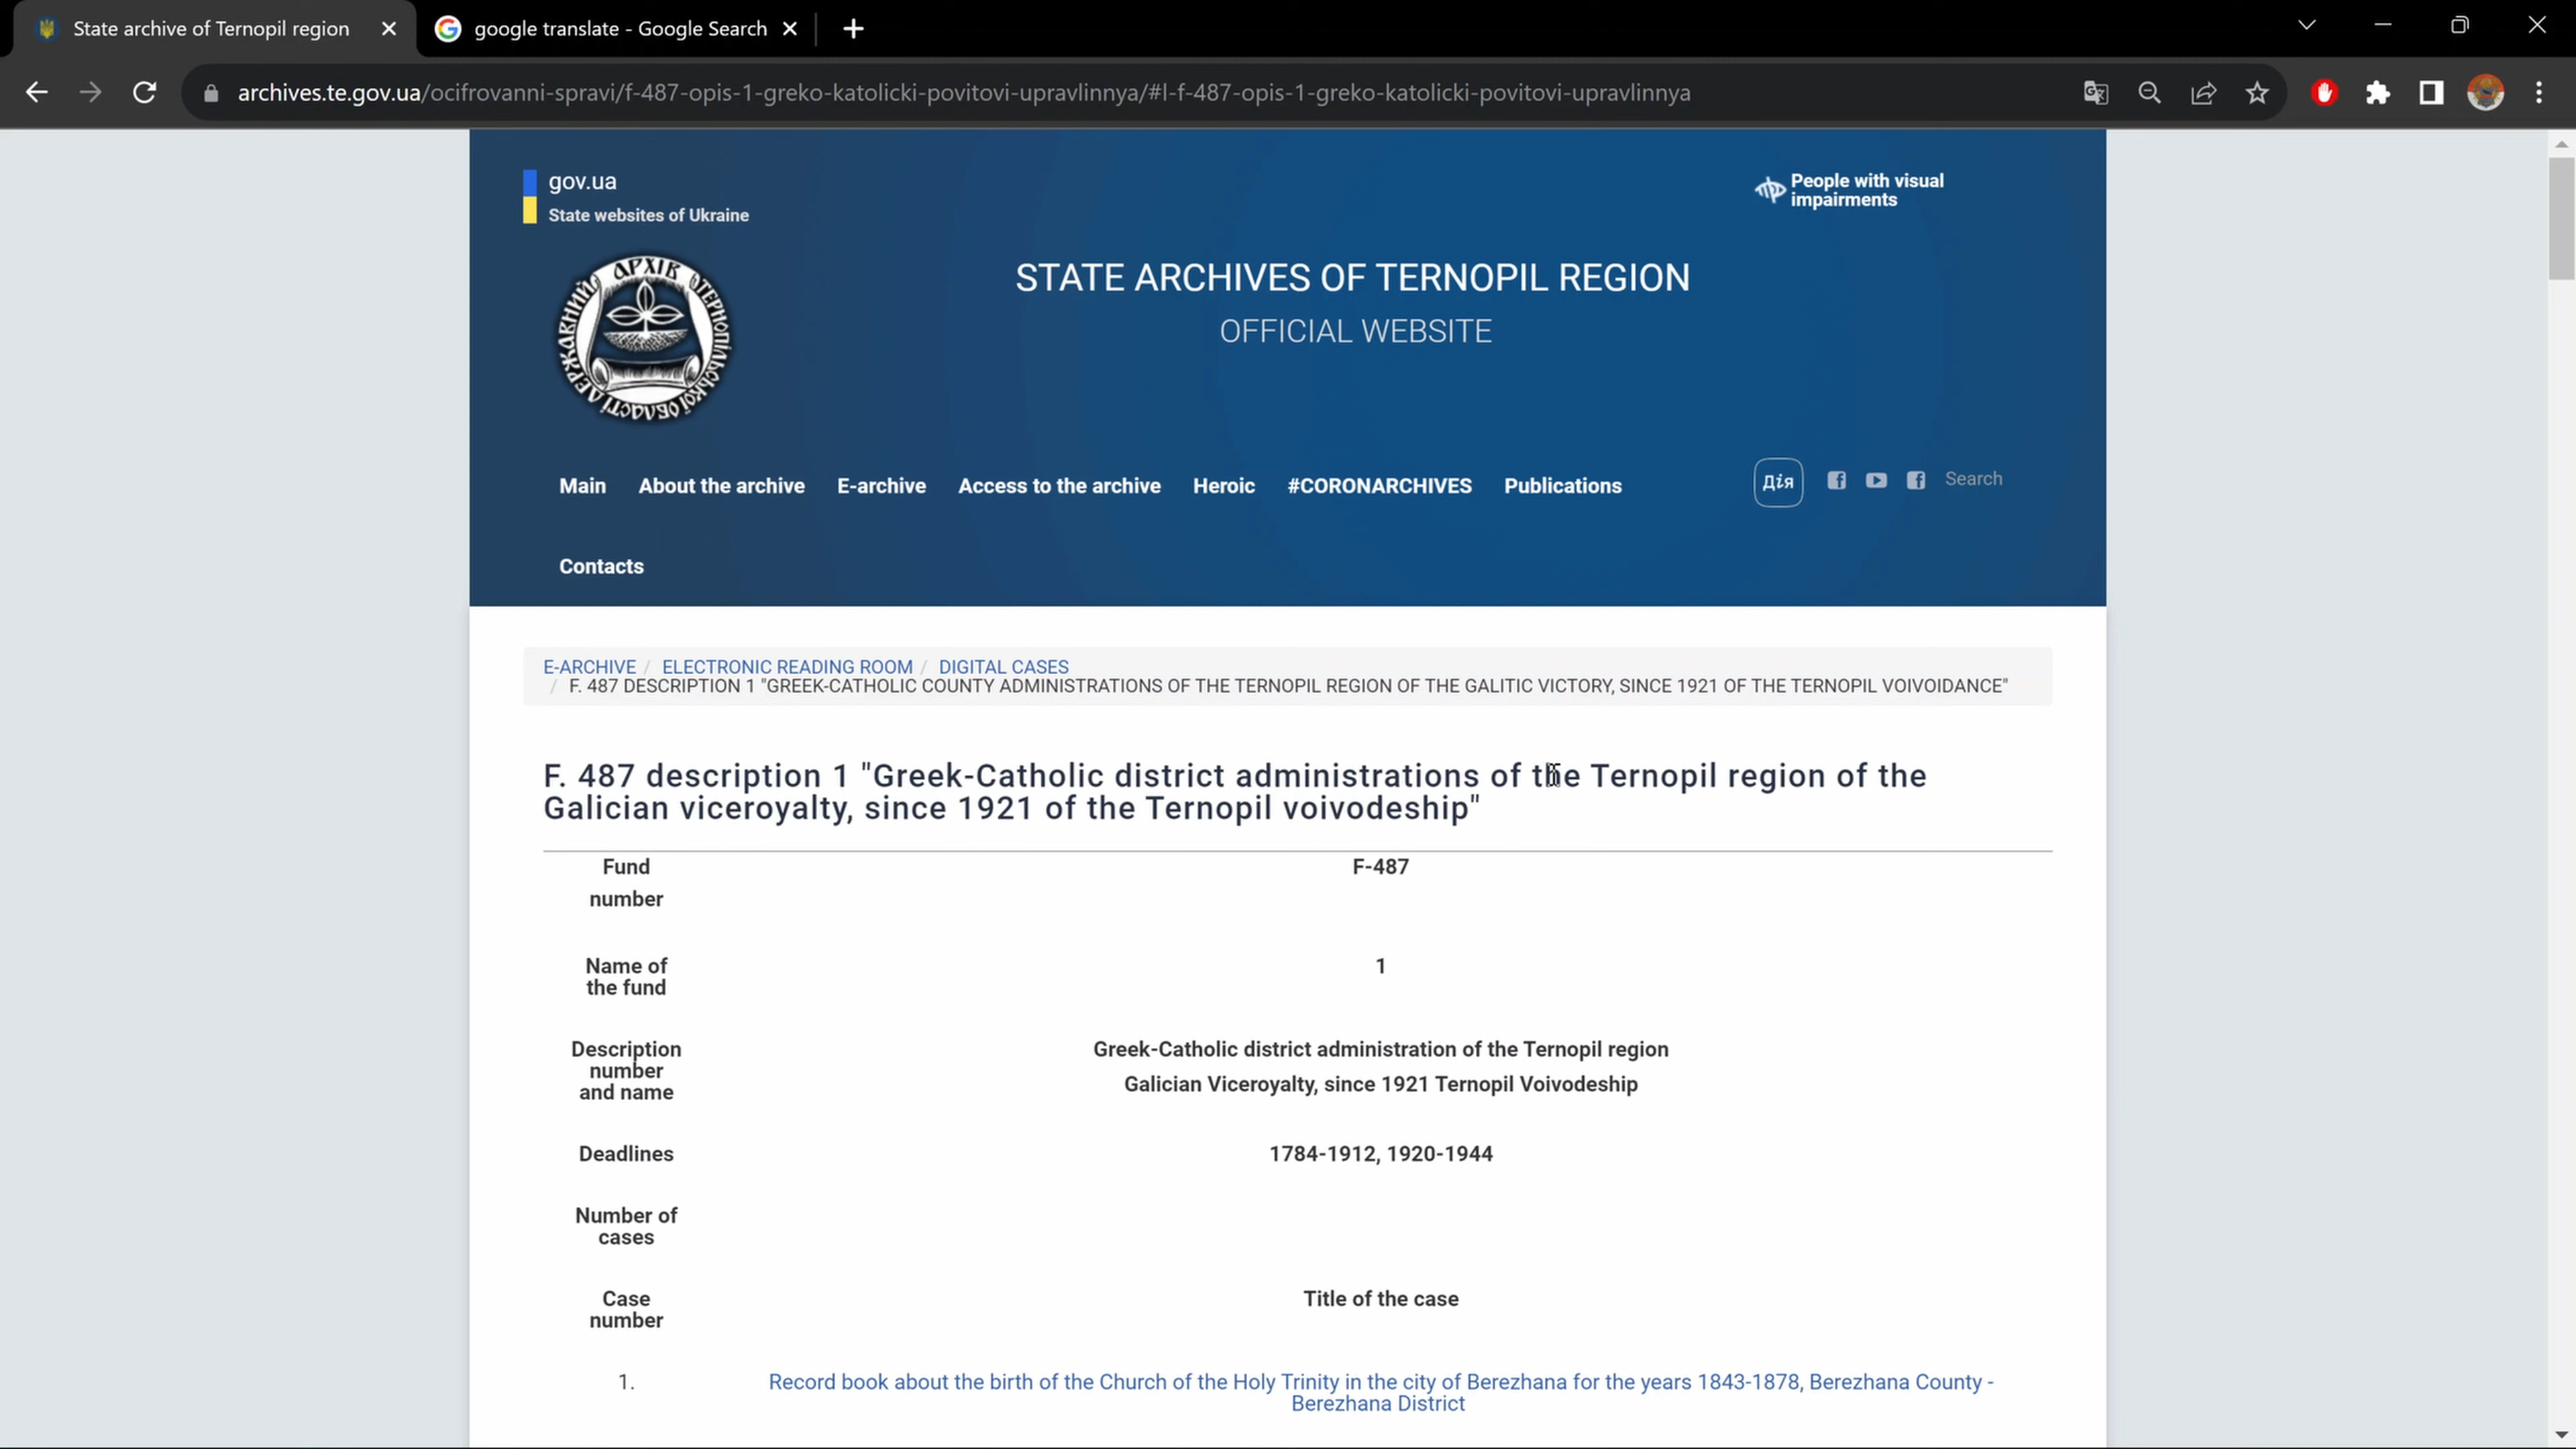 State archive of Ternopil region
google translate - Google Search
archives.te.gov.ua/ocifrovanni-spravi/f-487-opis-1-greko-katolicki-povitovi-upravlinnya/#l-f-487-opis-1-greko-katolicki-povitovi-upravlinnya
gov.ua
State websites of Ukraine
People with visual
impairments
ДЕРЖАВНИЙ АРХІВ ТЕРНОПІЛЬСЬКОЇ ОБЛАСТІ
STATE ARCHIVES OF TERNOPIL REGION
OFFICIAL WEBSITE
Main About the archive E-archive Access to the archive Heroic #CORONARCHIVES Publications
Дія Search
Contacts
E-ARCHIVE / ELECTRONIC READING ROOM / DIGITAL CASES
/ F. 487 DESCRIPTION 1 "GREEK-CATHOLIC COUNTY ADMINISTRATIONS OF THE TERNOPIL REGION OF THE GALITIC VICTORY, SINCE 1921 OF THE TERNOPIL VOIVOIDANCE"
F. 487 description 1 "Greek-Catholic district administrations of the Ternopil region of the
Galician viceroyalty, since 1921 of the Ternopil voivodeship"
Fund
number
F-487
Name of
the fund
1
Description
number
and name
Greek-Catholic district administration of the Ternopil region
Galician Viceroyalty, since 1921 Ternopil Voivodeship
Deadlines
1784-1912, 1920-1944
Number of
cases
Case
number
Title of the case
1.
Record book about the birth of the Church of the Holy Trinity in the city of Berezhana for the years 1843-1878, Berezhana County -
Berezhana District